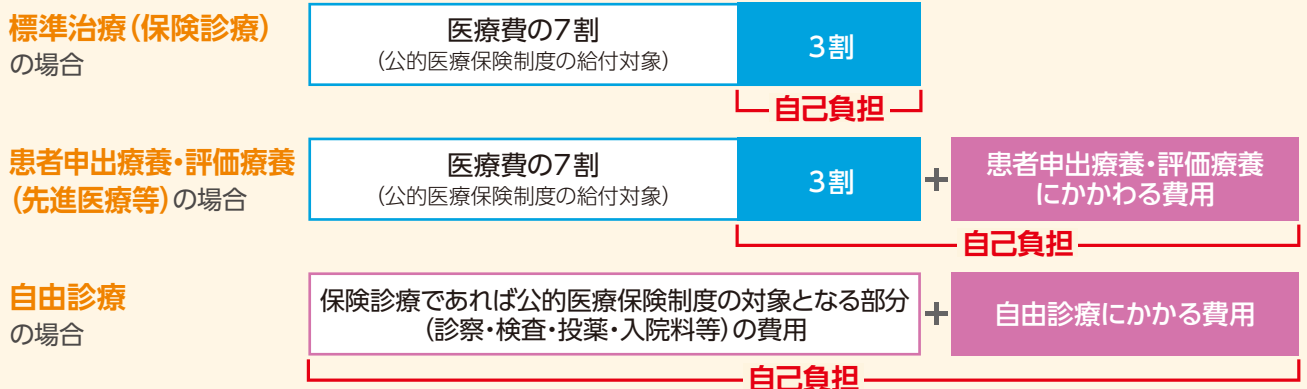 標準治療(保険診療)
の場合
医療費の7割
(公的医療保険制度の給付対象)
3割
自己負担
患者申出療養・評価療養
(先進医療等)の場合
医療費の7割
(公的医療保険制度の給付対象)
3割
+
患者申出療養・評価療養
にかかわる費用
自己負担
自由診療
の場合
保険診療であれば公的医療保険制度の対象となる部分
(診察・検査・投薬・入院料等)の費用
+
自由診療にかかる費用
自己負担